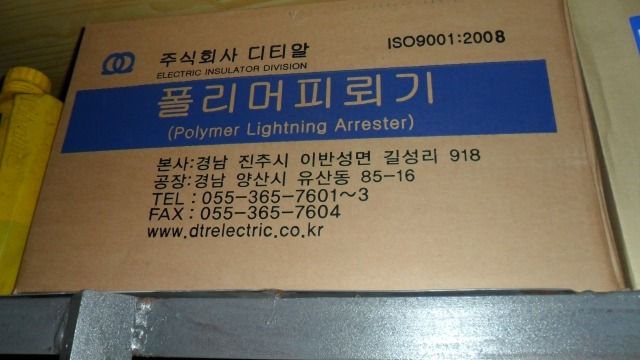 주식회사 디티알 ISO9001:2008
ELECTRIC INSULATOR DIVISION
폴리머피뢰기
(Polymer Lightning Arrester)
본사:경남 진주시 이반성면 길성리 918
공장:경남 양산시 유산동 85-16
TEL : 055-365-7601~3
FAX : 055-365-7604
www.dtrelectric.co.kr